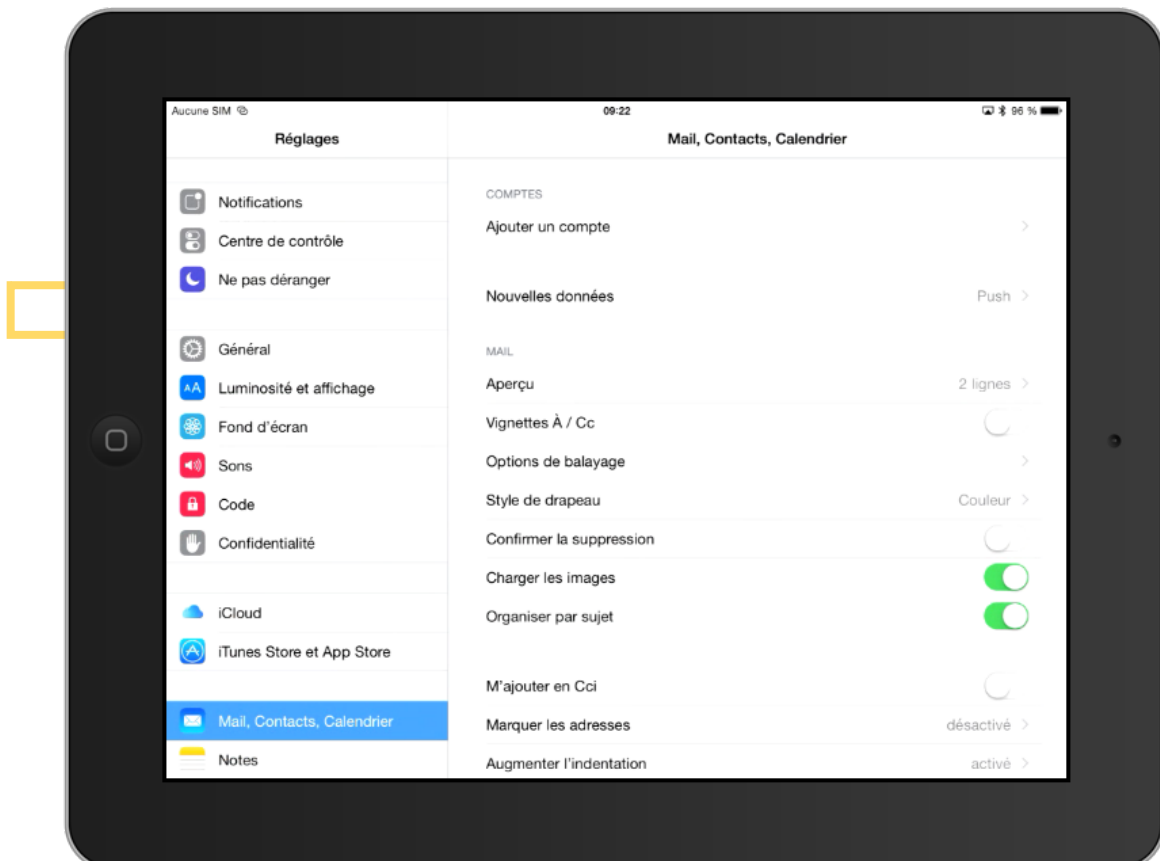 Aucune SIM 09:22 96 %
Réglages
Mail, Contacts, Calendrier
Notifications
Centre de contrôle
Ne pas déranger
Général
AA Luminosité et affichage
Fond d'écran
Sons
Code
Confidentialité
iCloud
iTunes Store et App Store
Mail, Contacts, Calendrier
Notes
COMPTES
Ajouter un compte
Nouvelles données Push
MAIL
Aperçu 2 lignes
Vignettes À / Cc
Options de balayage
Style de drapeau Couleur
Confirmer la suppression
Charger les images
Organiser par sujet
M'ajouter en Cci
Marquer les adresses désactivé
Augmenter l'indentation activé